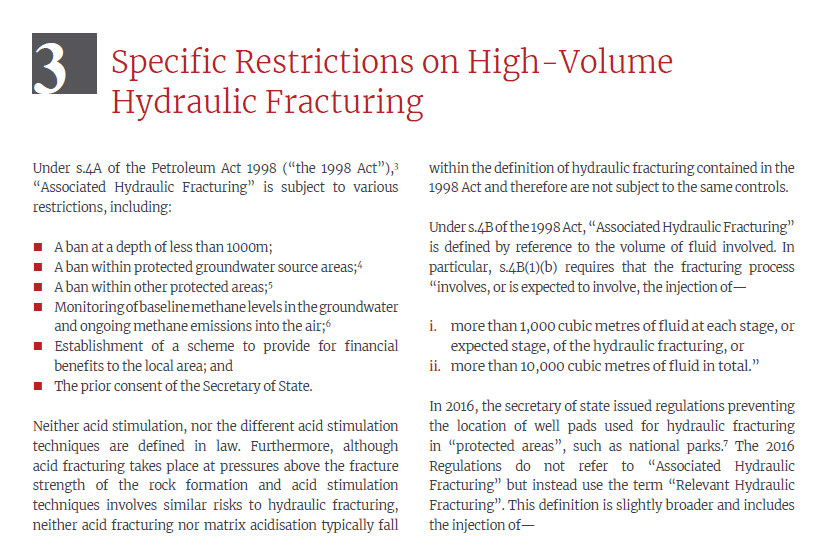 3
Specific Restrictions on High-Volume
Hydraulic Fracturing
Under s.4A of the Petroleum Act 1998 (“the 1998 Act”),³
“Associated Hydraulic Fracturing” is subject to various
restrictions, including:
■ A ban at a depth of less than 1000m;
■ A ban within protected groundwater source areas;⁴
■ A ban within other protected areas;⁵
■ Monitoring of baseline methane levels in the groundwater
and ongoing methane emissions into the air;⁶
■ Establishment of a scheme to provide for financial
benefits to the local area; and
■ The prior consent of the Secretary of State.
Neither acid stimulation, nor the different acid stimulation
techniques are defined in law. Furthermore, although
acid fracturing takes place at pressures above the fracture
strength of the rock formation and acid stimulation
techniques involves similar risks to hydraulic fracturing,
neither acid fracturing nor matrix acidisation typically fall
within the definition of hydraulic fracturing contained in the
1998 Act and therefore are not subject to the same controls.
Under s.4B of the 1998 Act, “Associated Hydraulic Fracturing”
is defined by reference to the volume of fluid involved. In
particular, s.4B(1)(b) requires that the fracturing process
“involves, or is expected to involve, the injection of—
i. more than 1,000 cubic metres of fluid at each stage, or
expected stage, of the hydraulic fracturing, or
ii. more than 10,000 cubic metres of fluid in total.”
In 2016, the secretary of state issued regulations preventing
the location of well pads used for hydraulic fracturing
in “protected areas”, such as national parks.⁷ The 2016
Regulations do not refer to “Associated Hydraulic
Fracturing” but instead use the term “Relevant Hydraulic
Fracturing”. This definition is slightly broader and includes
the injection of—